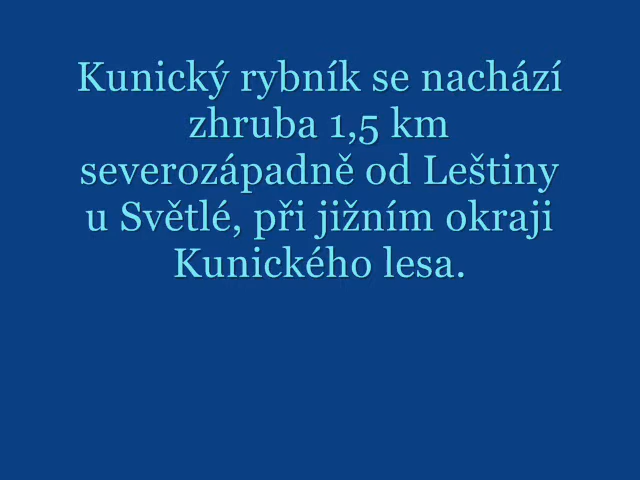 Kunický rybník se nachází
zhruba 1,5 km
severozápadně od Leštiny
u Světlé, při jižním okraji
Kunického lesa.